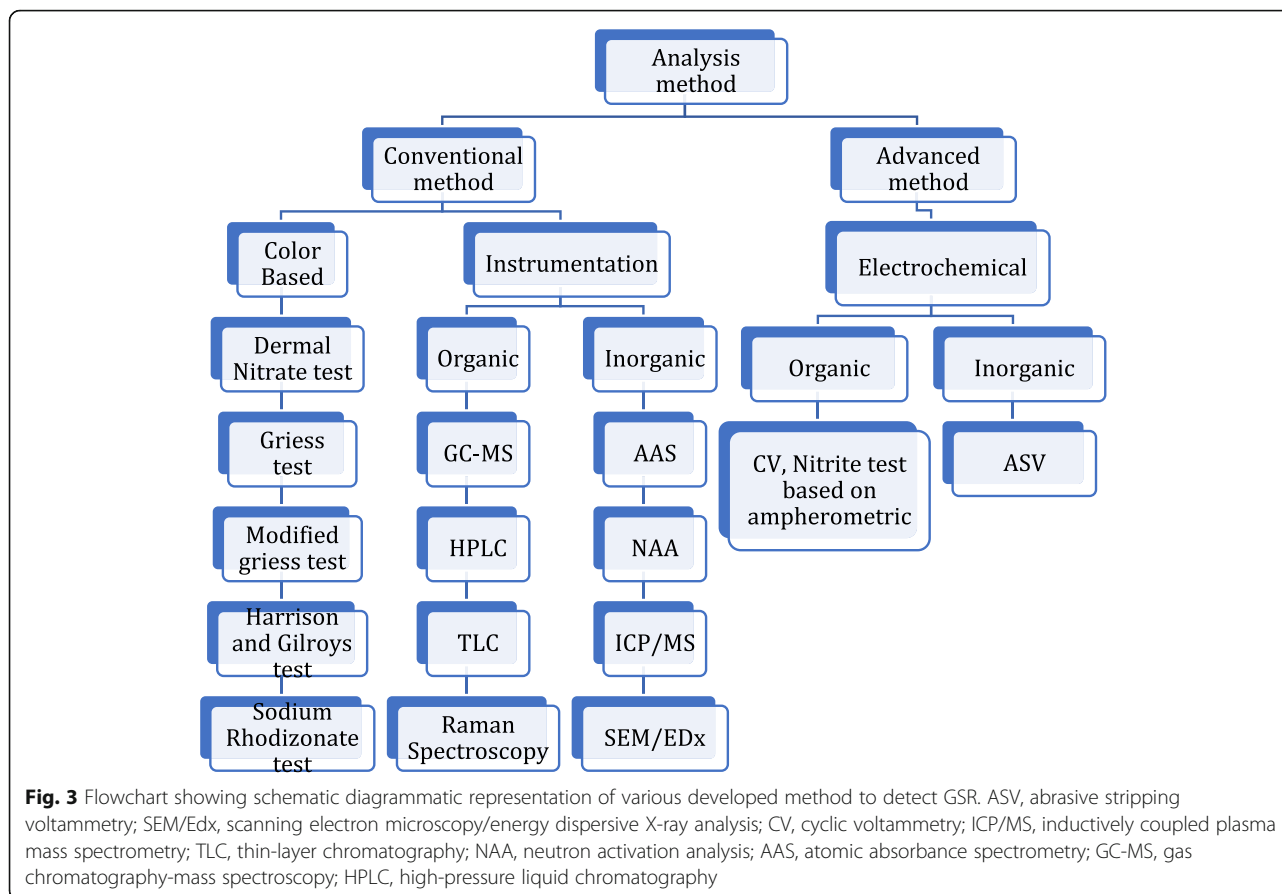 Analysis
method
Conventional
method
Advanced
method
Color
Based
Instrumentation
Electrochemical
Dermal
Nitrate test
Organic
Inorganic
Organic
Inorganic
Griess
test
GC-MS
AAS
CV, Nitrite test
based on
ampherometric
ASV
Modified
griess test
HPLC
NAA
Harrison
and Gilroys
test
TLC
ICP/MS
Sodium
Rhodizonate
test
Raman
Spectroscopy
SEM/EDx
Fig. 3 Flowchart showing schematic diagrammatic representation of various developed method to detect GSR. ASV, abrasive stripping
voltammetry; SEM/Edx, scanning electron microscopy/energy dispersive X-ray analysis; CV, cyclic voltammetry; ICP/MS, inductively coupled plasma
mass spectrometry; TLC, thin-layer chromatography; NAA, neutron activation analysis; AAS, atomic absorbance spectrometry; GC-MS, gas
chromatography-mass spectroscopy; HPLC, high-pressure liquid chromatography